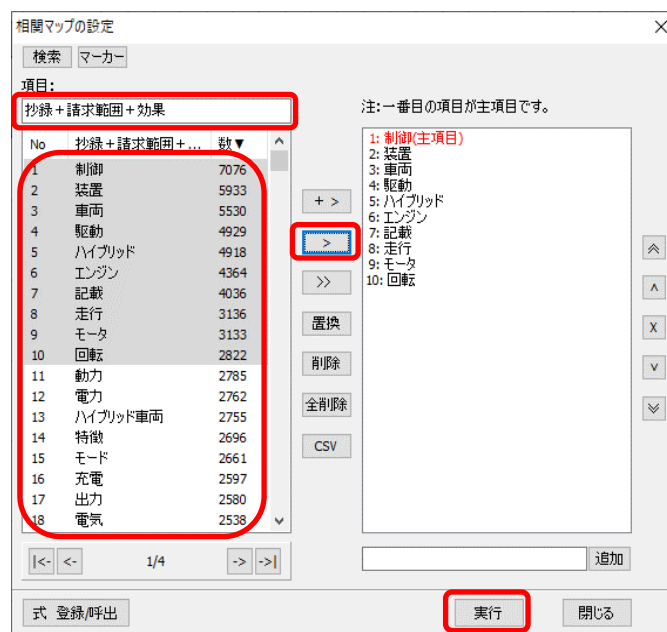 相関マップの設定
検索 マーカー
項目:
抄録+請求範囲+効果
注:一番目の項目が主項目です。
No 抄録+請求範囲+... 数▼
1 制御 7076
2 装置 5933
3 車両 5530
4 駆動 4929
5 ハイブリッド 4918
6 エンジン 4364
7 記載 4036
8 走行 3136
9 モータ 3133
10 回転 2822
11 動力 2785
12 電力 2762
13 ハイブリッド車両 2755
14 特徴 2696
15 モード 2661
16 充電 2597
17 出力 2580
18 電気 2538
|<- <- 1/4 -> ->|
+ >
>
>>
置換
削除
全削除
CSV
1: 制御(主項目)
2: 装置
3: 車両
4: 駆動
5: ハイブリッド
6: エンジン
7: 記載
8: 走行
9: モータ
10: 回転
X
追加
式 登録/呼出
実行
閉じる